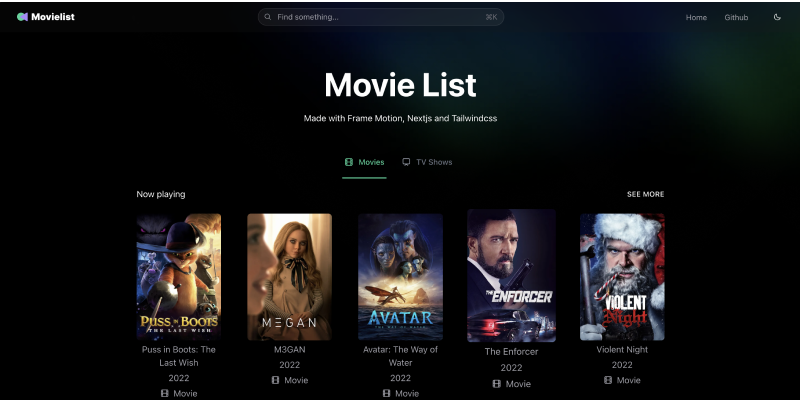 Movielist
Find something...
⌘K
Home
Github
Movie List
Made with Frame Motion, Nextjs and Tailwindcss
Movies
TV Shows
Now playing
SEE MORE
PUSS IN BOOTS
THE LAST WISH
M3GAN
AVATAR
THE WAY OF WATER
THE ENFORCER
VIOLENT
Night
Puss in Boots: The
Last Wish
2022
Movie
M3GAN
2022
Movie
Avatar: The Way of
Water
2022
Movie
The Enforcer
2022
Movie
Violent Night
2022
Movie